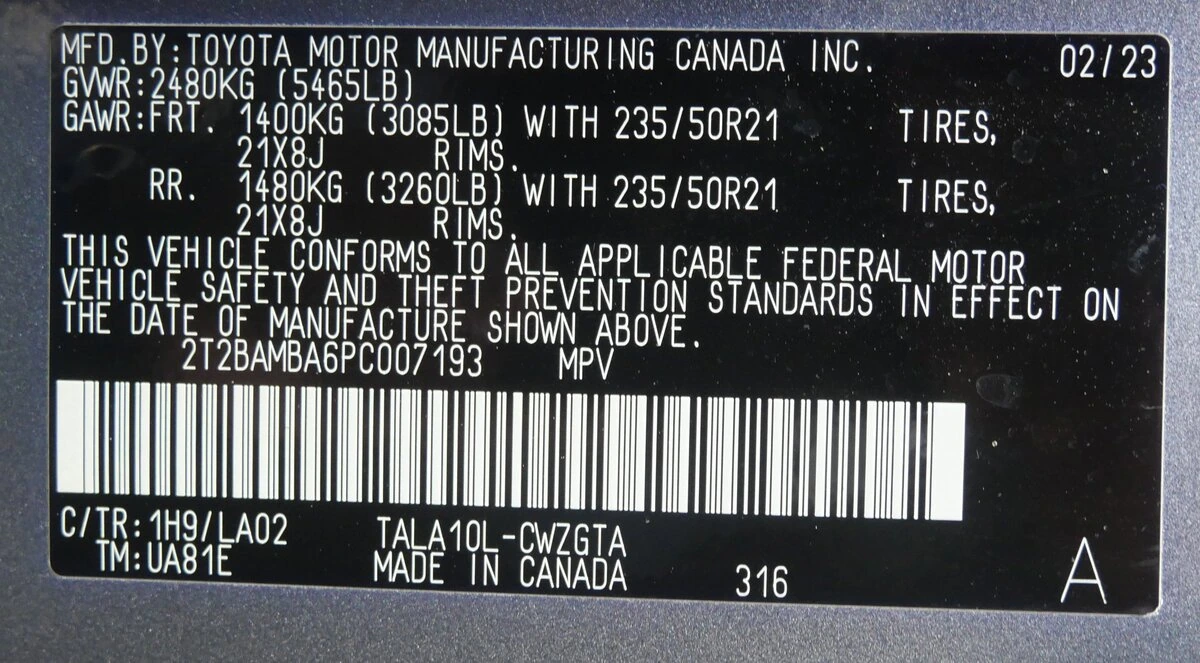 MFD.BY:TOYOTA MOTOR MANUFACTURING CANADA INC. 02/23
GVWR:2480KG (5465LB)
GAWR:FRT. 1400KG (3085LB) WITH 235/50R21 TIRES,
21X8J RIMS.
RR. 1480KG (3260LB) WITH 235/50R21 TIRES,
21X8J RIMS.
THIS VEHICLE CONFORMS TO ALL APPLICABLE FEDERAL MOTOR
VEHICLE SAFETY AND THEFT PREVENTION STANDARDS IN EFFECT ON
THE DATE OF MANUFACTURE SHOWN ABOVE.
2T2BAMBA6PC007193 MPV
C/TR:1H9/LA02 TALA10L-CWZGTA
TM:UA81E MADE IN CANADA 316 A